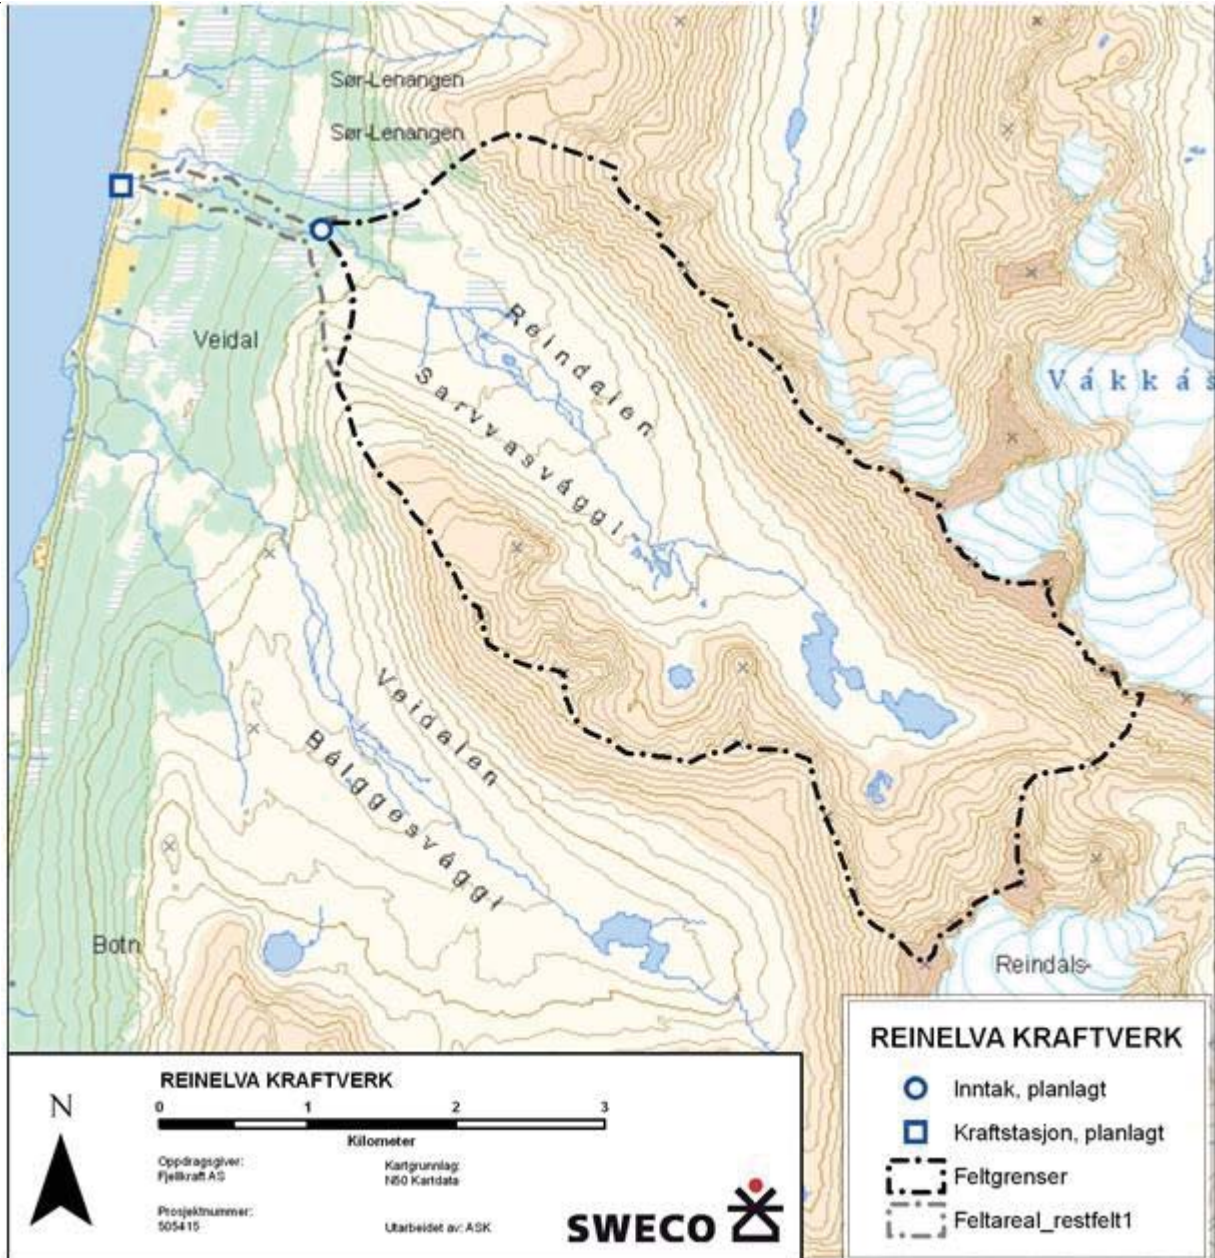 Sør-Lenangen
Sør-Lenangen
Reindalen
Sarvvasvággi
Veidal
Vákkáš
Veidalen
Bálggesvággi
Botn
Reindals-
REINELVA KRAFTVERK
N
0 1 2 3
Kilometer
Oppdragsgiver:
Fjellkraft AS
Kartgrunnlag:
N50 Kartdata
Prosjektnummer:
505415
Utarbeidet av: ASK
SWECO
REINELVA KRAFTVERK
Inntak, planlagt
Kraftstasjon, planlagt
Feltgrenser
Feltareal_restfelt1